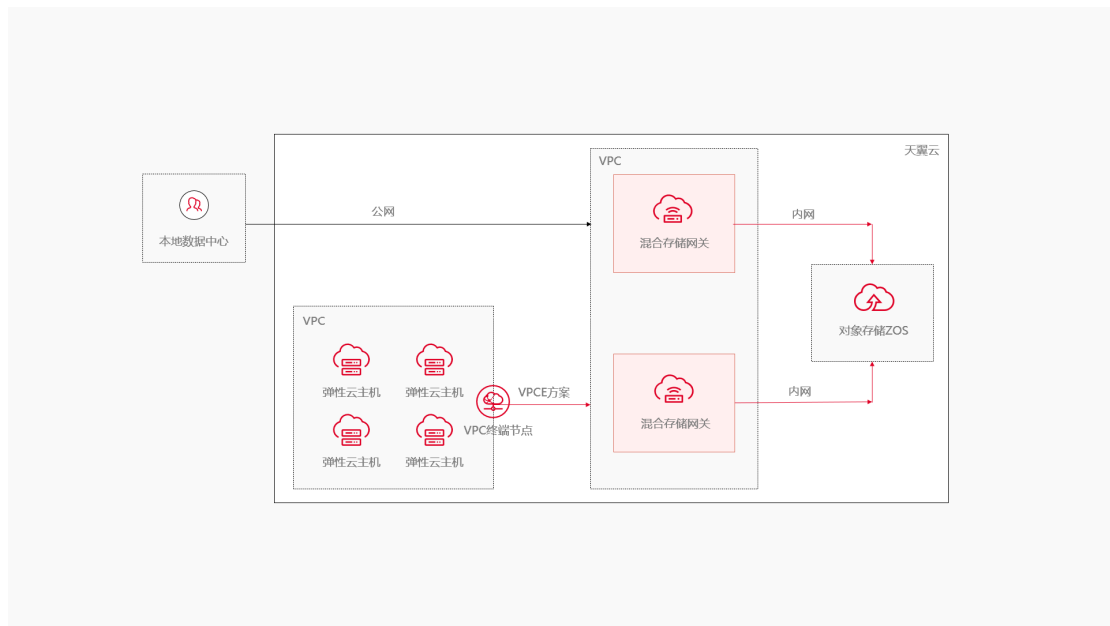 天翼云
VPC
混合存储网关
公网
内网
本地数据中心
对象存储ZOS
VPC
弹性云主机
弹性云主机
VPCE方案
VPC终端节点
弹性云主机
弹性云主机
混合存储网关
内网